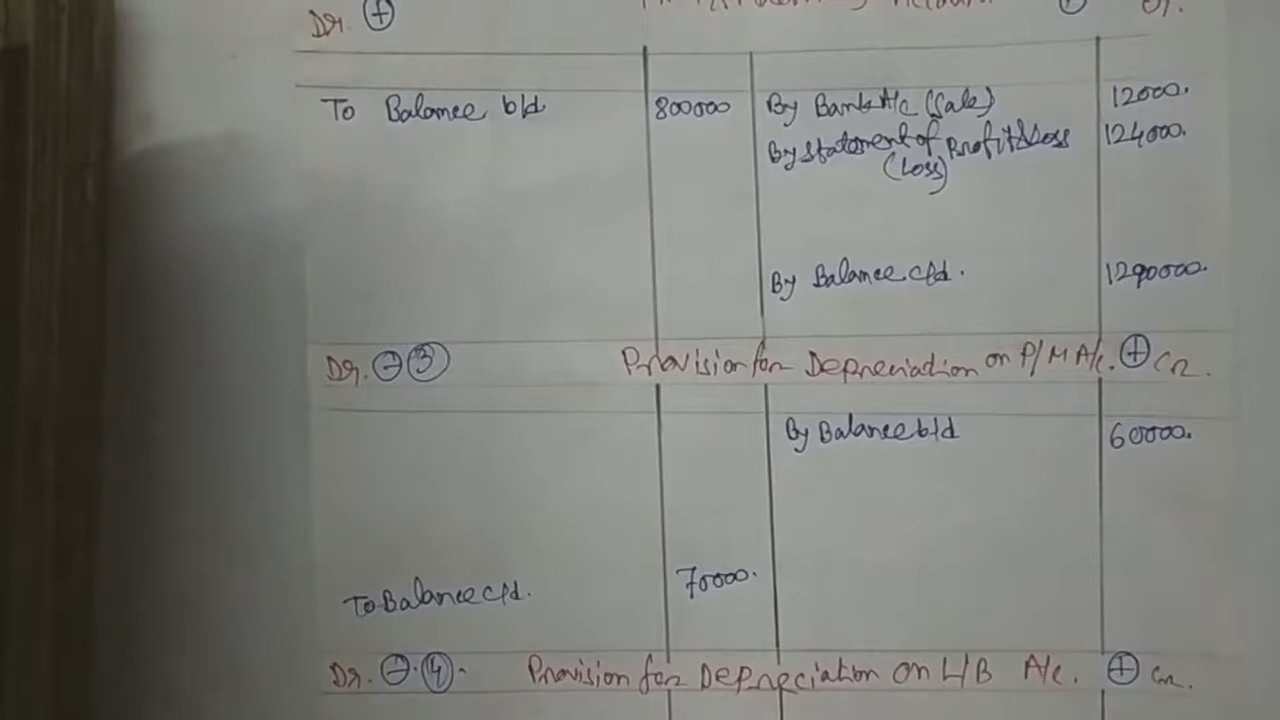 Dr. +
To Balance b/d 800000 By Bank A/c (Sale) 12000.
By Statement of Profit & Loss 124000.
(Loss)
By Balance c/d. 1290000.
Dr. - 3 Provision for Depreciation on P/M A/c. + Cr.
By Balance b/d 60000.
To Balance c/d. 70000.
Dr. - 4. Provision for Depreciation on L/B A/c. + Cr.